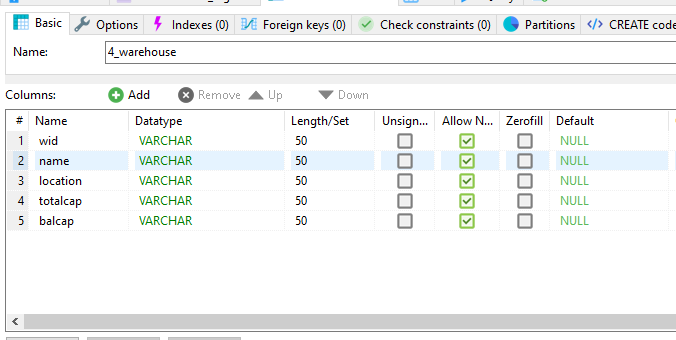 Basic Options Indexes (0) Foreign keys (0) Check constraints (0) Partitions CREATE code
Name: 4_warehouse
Columns: Add Remove Up Down
# Name Datatype Length/Set Unsign... Allow N... Zerofill Default
1 wid VARCHAR 50 NULL
2 name VARCHAR 50 NULL
3 location VARCHAR 50 NULL
4 totalcap VARCHAR 50 NULL
5 balcap VARCHAR 50 NULL